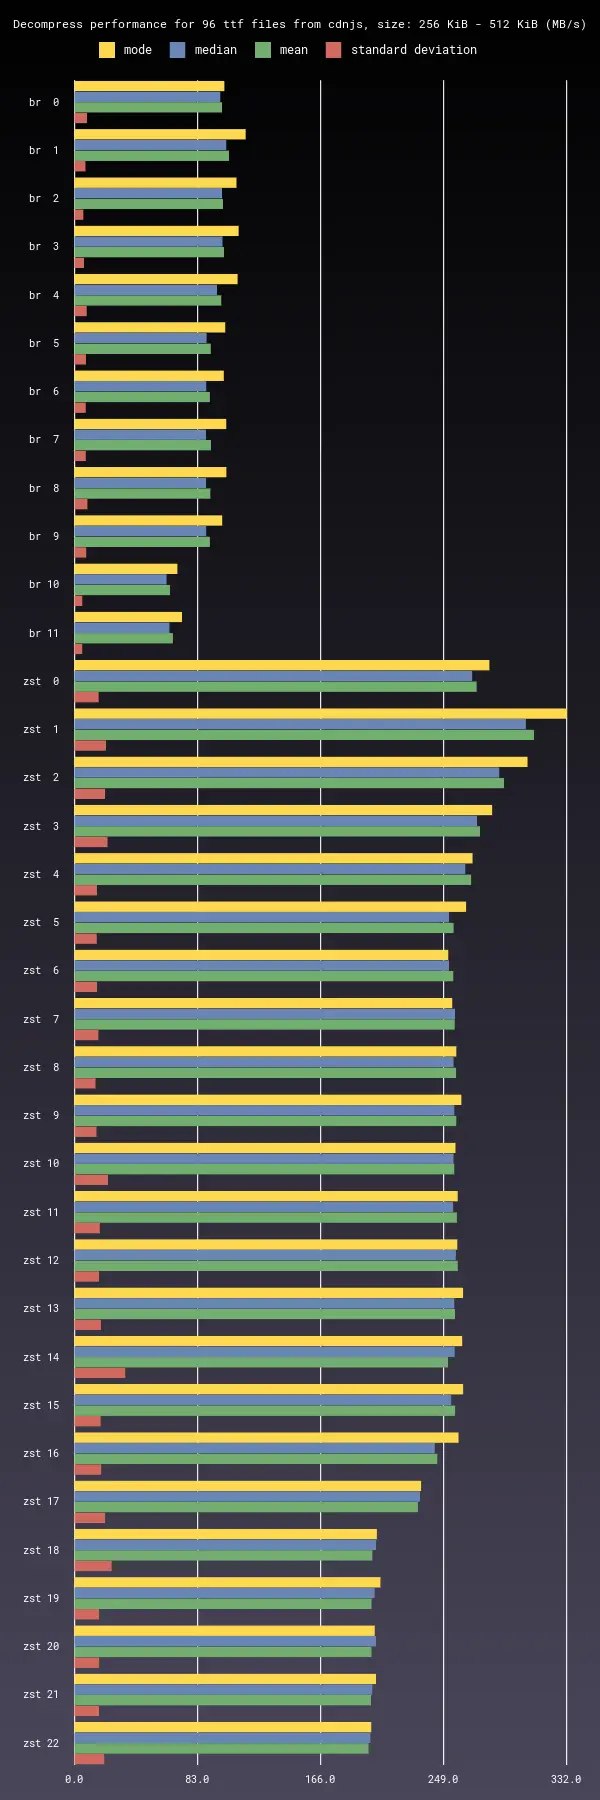 Decompress performance for 96 ttf files from cdnjs, size: 256 KiB - 512 KiB (MB/s)
mode median mean standard deviation
br 0
br 1
br 2
br 3
br 4
br 5
br 6
br 7
br 8
br 9
br 10
br 11
zst 0
zst 1
zst 2
zst 3
zst 4
zst 5
zst 6
zst 7
zst 8
zst 9
zst 10
zst 11
zst 12
zst 13
zst 14
zst 15
zst 16
zst 17
zst 18
zst 19
zst 20
zst 21
zst 22
0.0 83.0 166.0 249.0 332.0